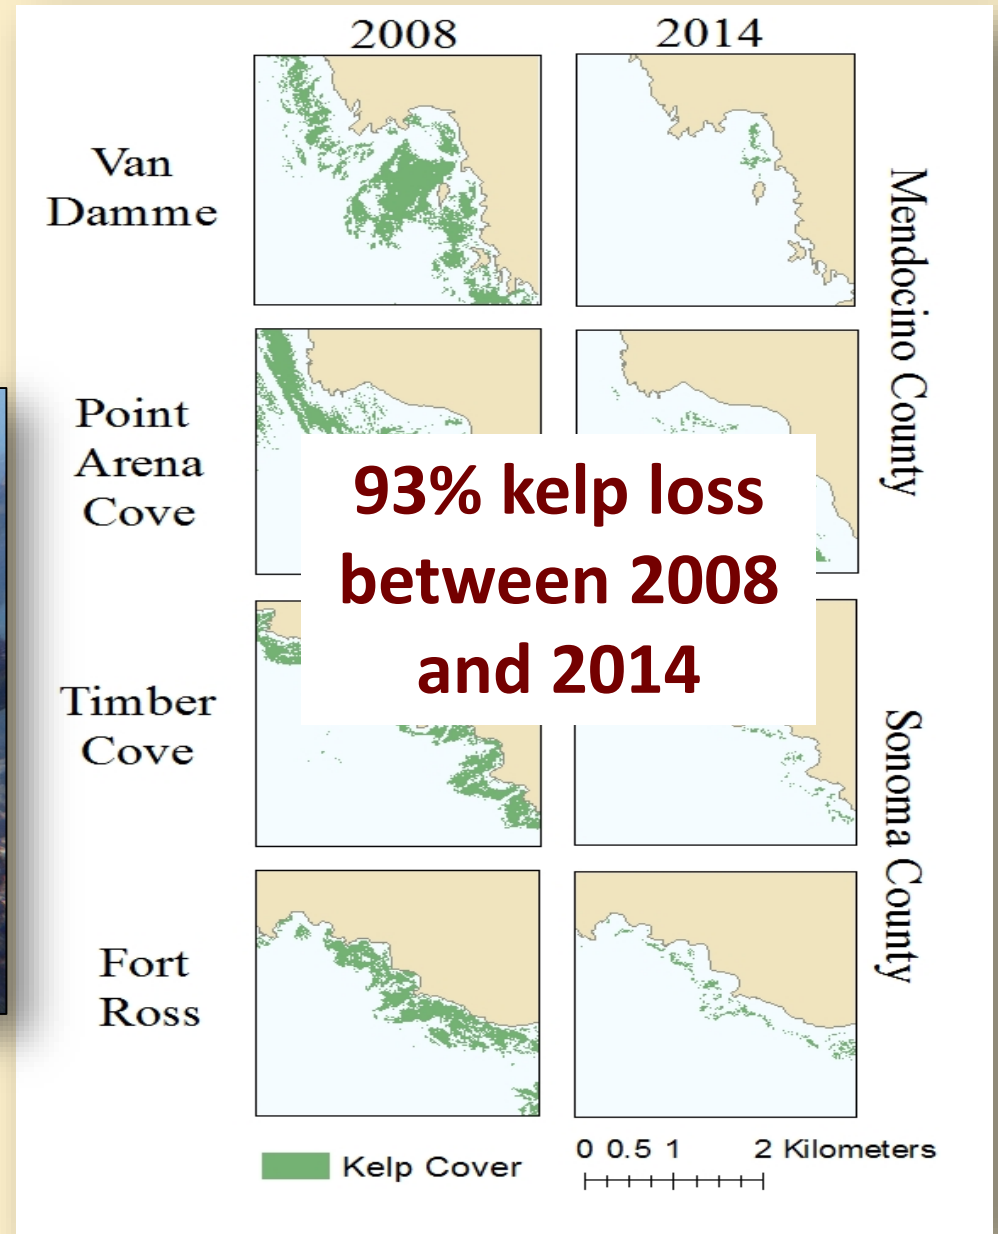 2008
2014
Van
Damme
Point
Arena
Cove
Timber
Cove
Fort
Ross
Mendocino County
Sonoma County
93% kelp loss
between 2008
and 2014
Kelp Cover
0 0.5 1 2 Kilometers